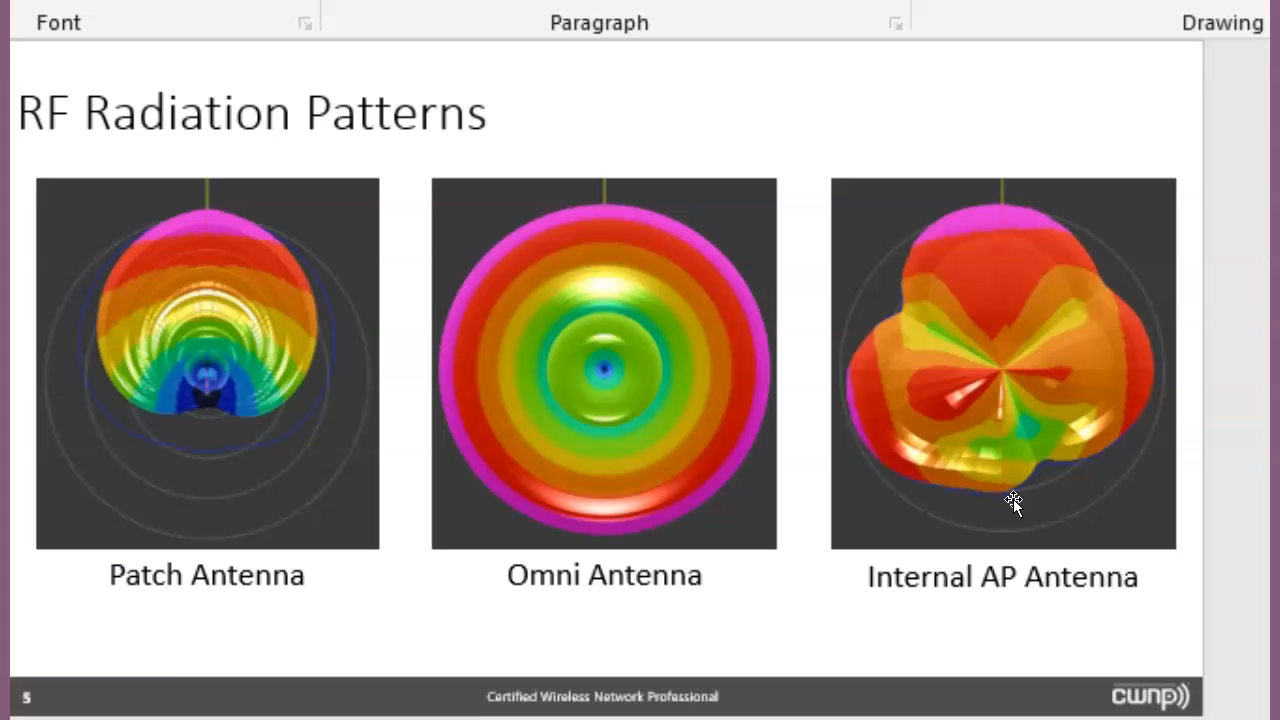 Font
Paragraph
Drawing
RF Radiation Patterns
Patch Antenna
Omni Antenna
Internal AP Antenna
5
Certified Wireless Network Professional
cwnp